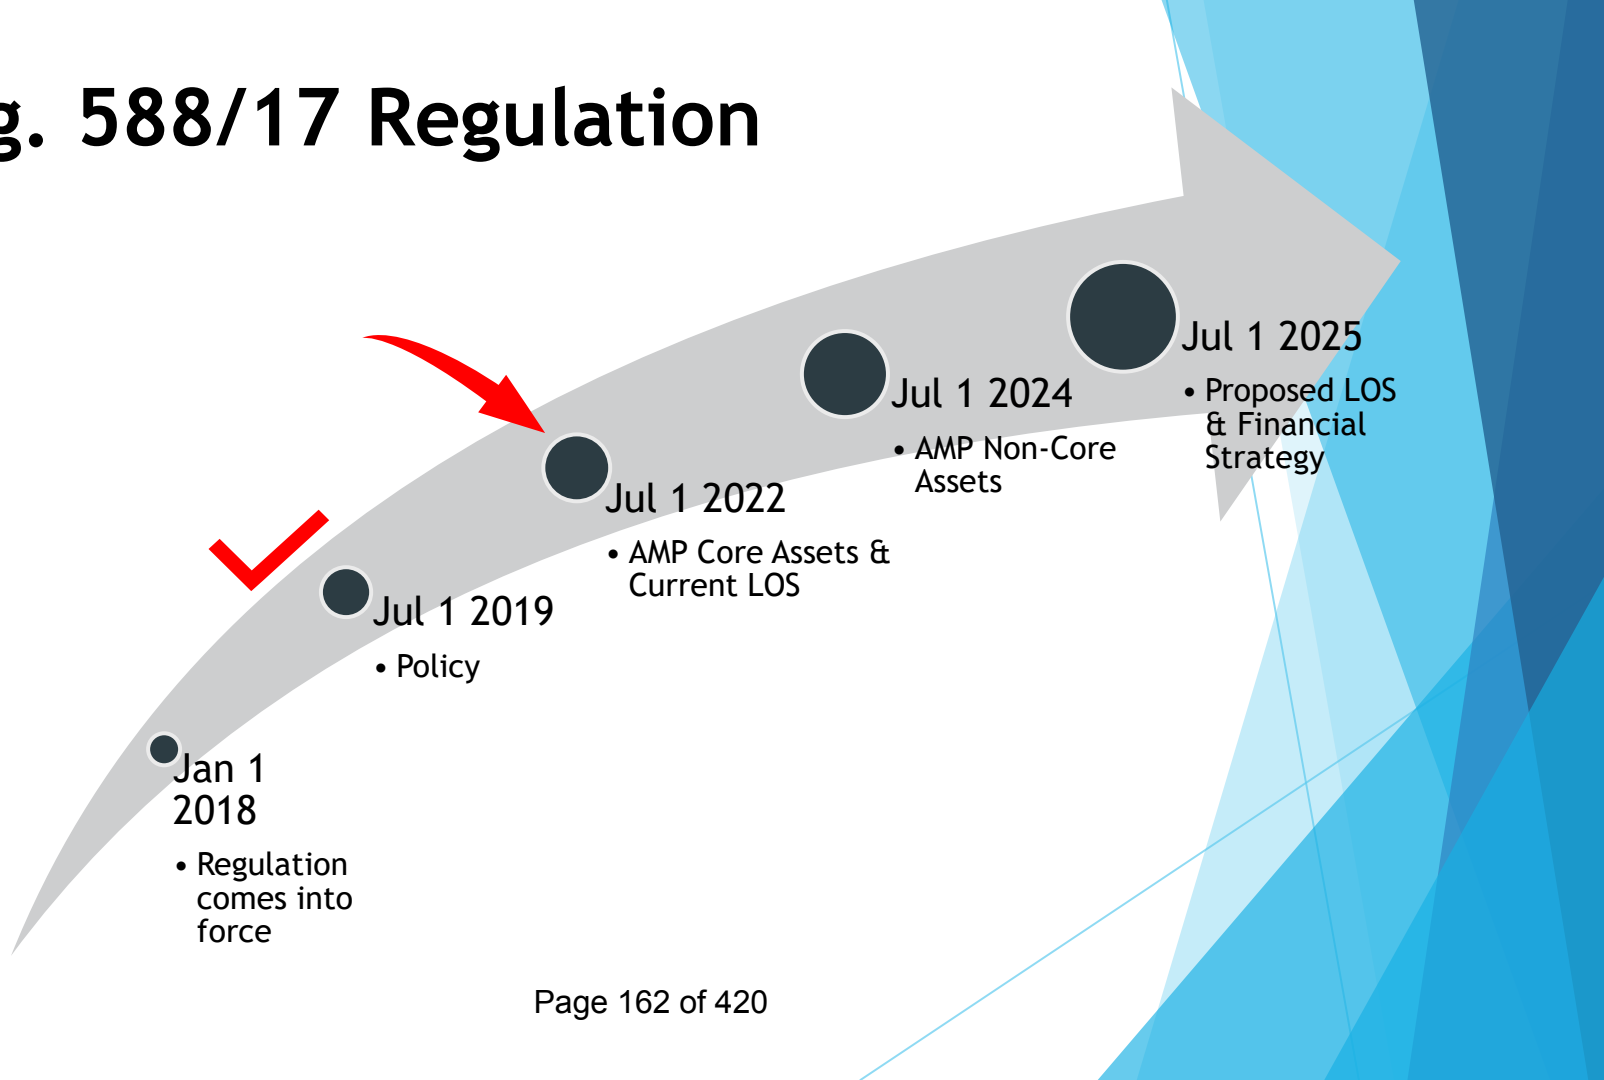 g. 588/17 Regulation
Jan 1
2018
• Regulation
comes into
force
Jul 1 2019
• Policy
Jul 1 2022
• AMP Core Assets &
Current LOS
Jul 1 2024
• AMP Non-Core
Assets
Jul 1 2025
• Proposed LOS
& Financial
Strategy
Page 162 of 420